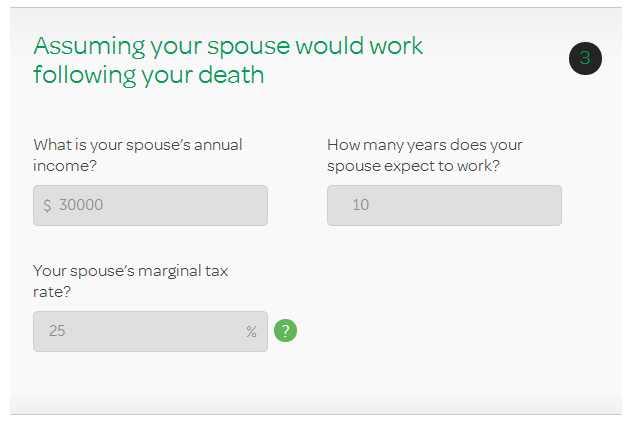 Assuming your spouse would work
following your death
3
What is your spouse's annual
income?
$ 30000
How many years does your
spouse expect to work?
10
Your spouse's marginal tax
rate?
25 %
?